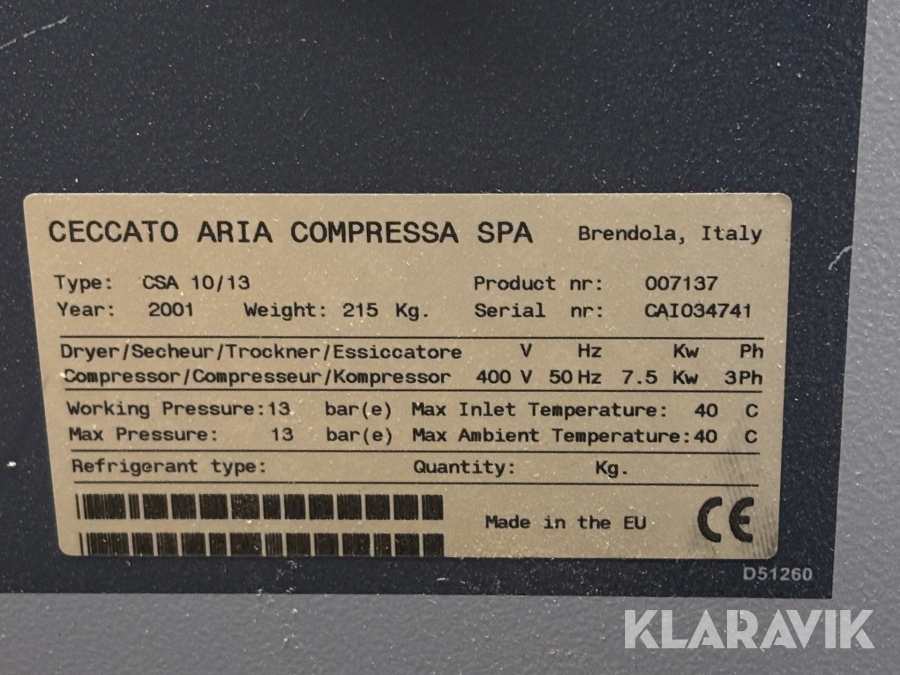 CECCATO ARIA COMPRESSA SPA Brendola, Italy
Type: CSA 10/13 Product nr: 007137
Year: 2001 Weight: 215 Kg. Serial nr: CAI034741
Dryer/Secheur/Trockner/Essiccatore V Hz Kw Ph
Compressor/Compresseur/Kompressor 400 V 50 Hz 7.5 Kw 3Ph
Working Pressure:13 bar(e) Max Inlet Temperature: 40 C
Max Pressure: 13 bar(e) Max Ambient Temperature:40 C
Refrigerant type: Quantity: Kg.
Made in the EU CE
D51260
KLARAVIK